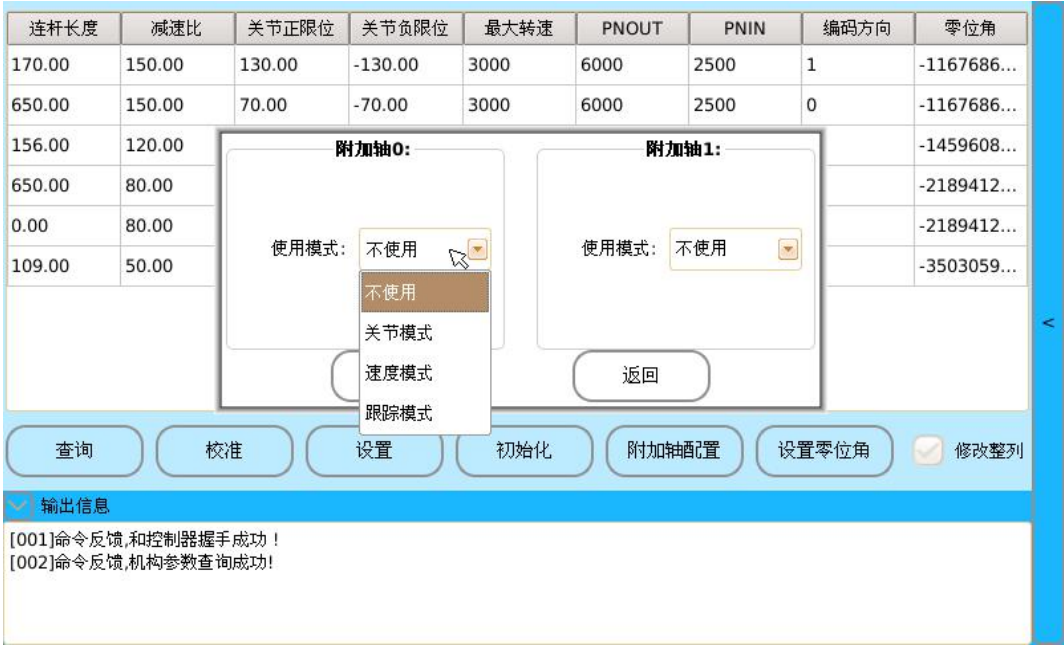 连杆长度 减速比 关节正限位 关节负限位 最大转速 PNOUT PNIN 编码方向 零位角
170.00 150.00 130.00 -130.00 3000 6000 2500 1 -1167686...
650.00 150.00 70.00 -70.00 3000 6000 2500 0 -1167686...
156.00 120.00 -1459608...
650.00 80.00 -2189412...
0.00 80.00 -2189412...
109.00 50.00 -3503059...
附加轴0: 附加轴1:
使用模式: 不使用 使用模式: 不使用
不使用
关节模式
速度模式
跟踪模式
返回
<
查询 校准 设置 初始化 附加轴配置 设置零位角 修改整列
输出信息
[001]命令反馈,和控制器握手成功！
[002]命令反馈,机构参数查询成功!